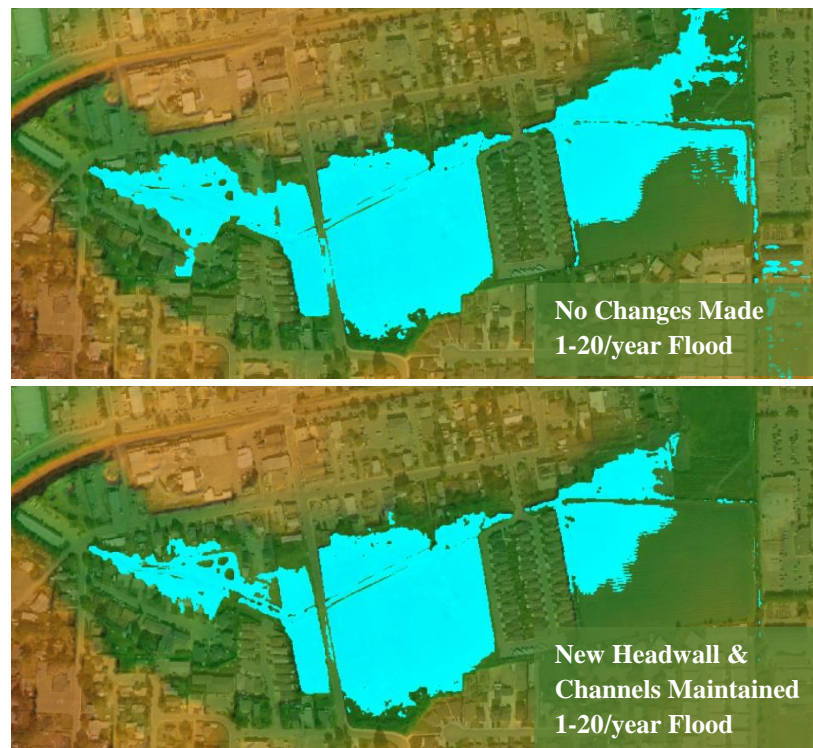 No Changes Made
1-20/year Flood
New Headwall &
Channels Maintained
1-20/year Flood